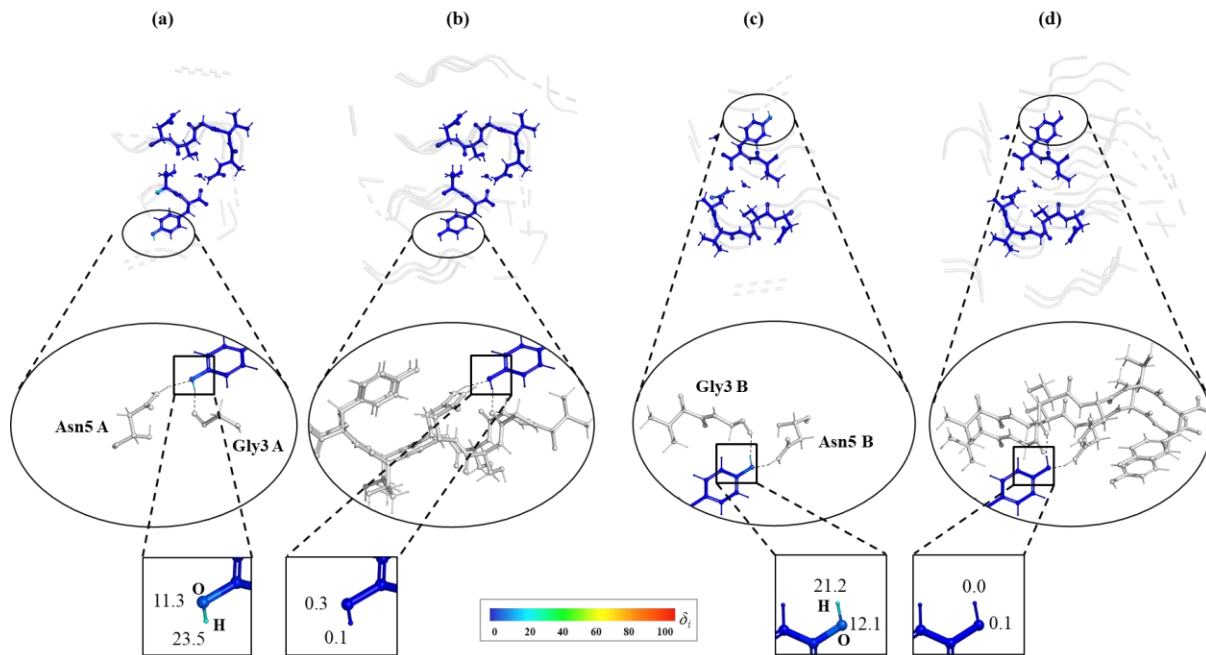 (a) (b) (c) (d)
Asn5 A
Gly3 A
Gly3 B
Asn5 B
11.3 O
H
23.5
0.3
0.1
δi
0 20 40 60 80 100
21.2
H
12.1
O
0.0
0.1